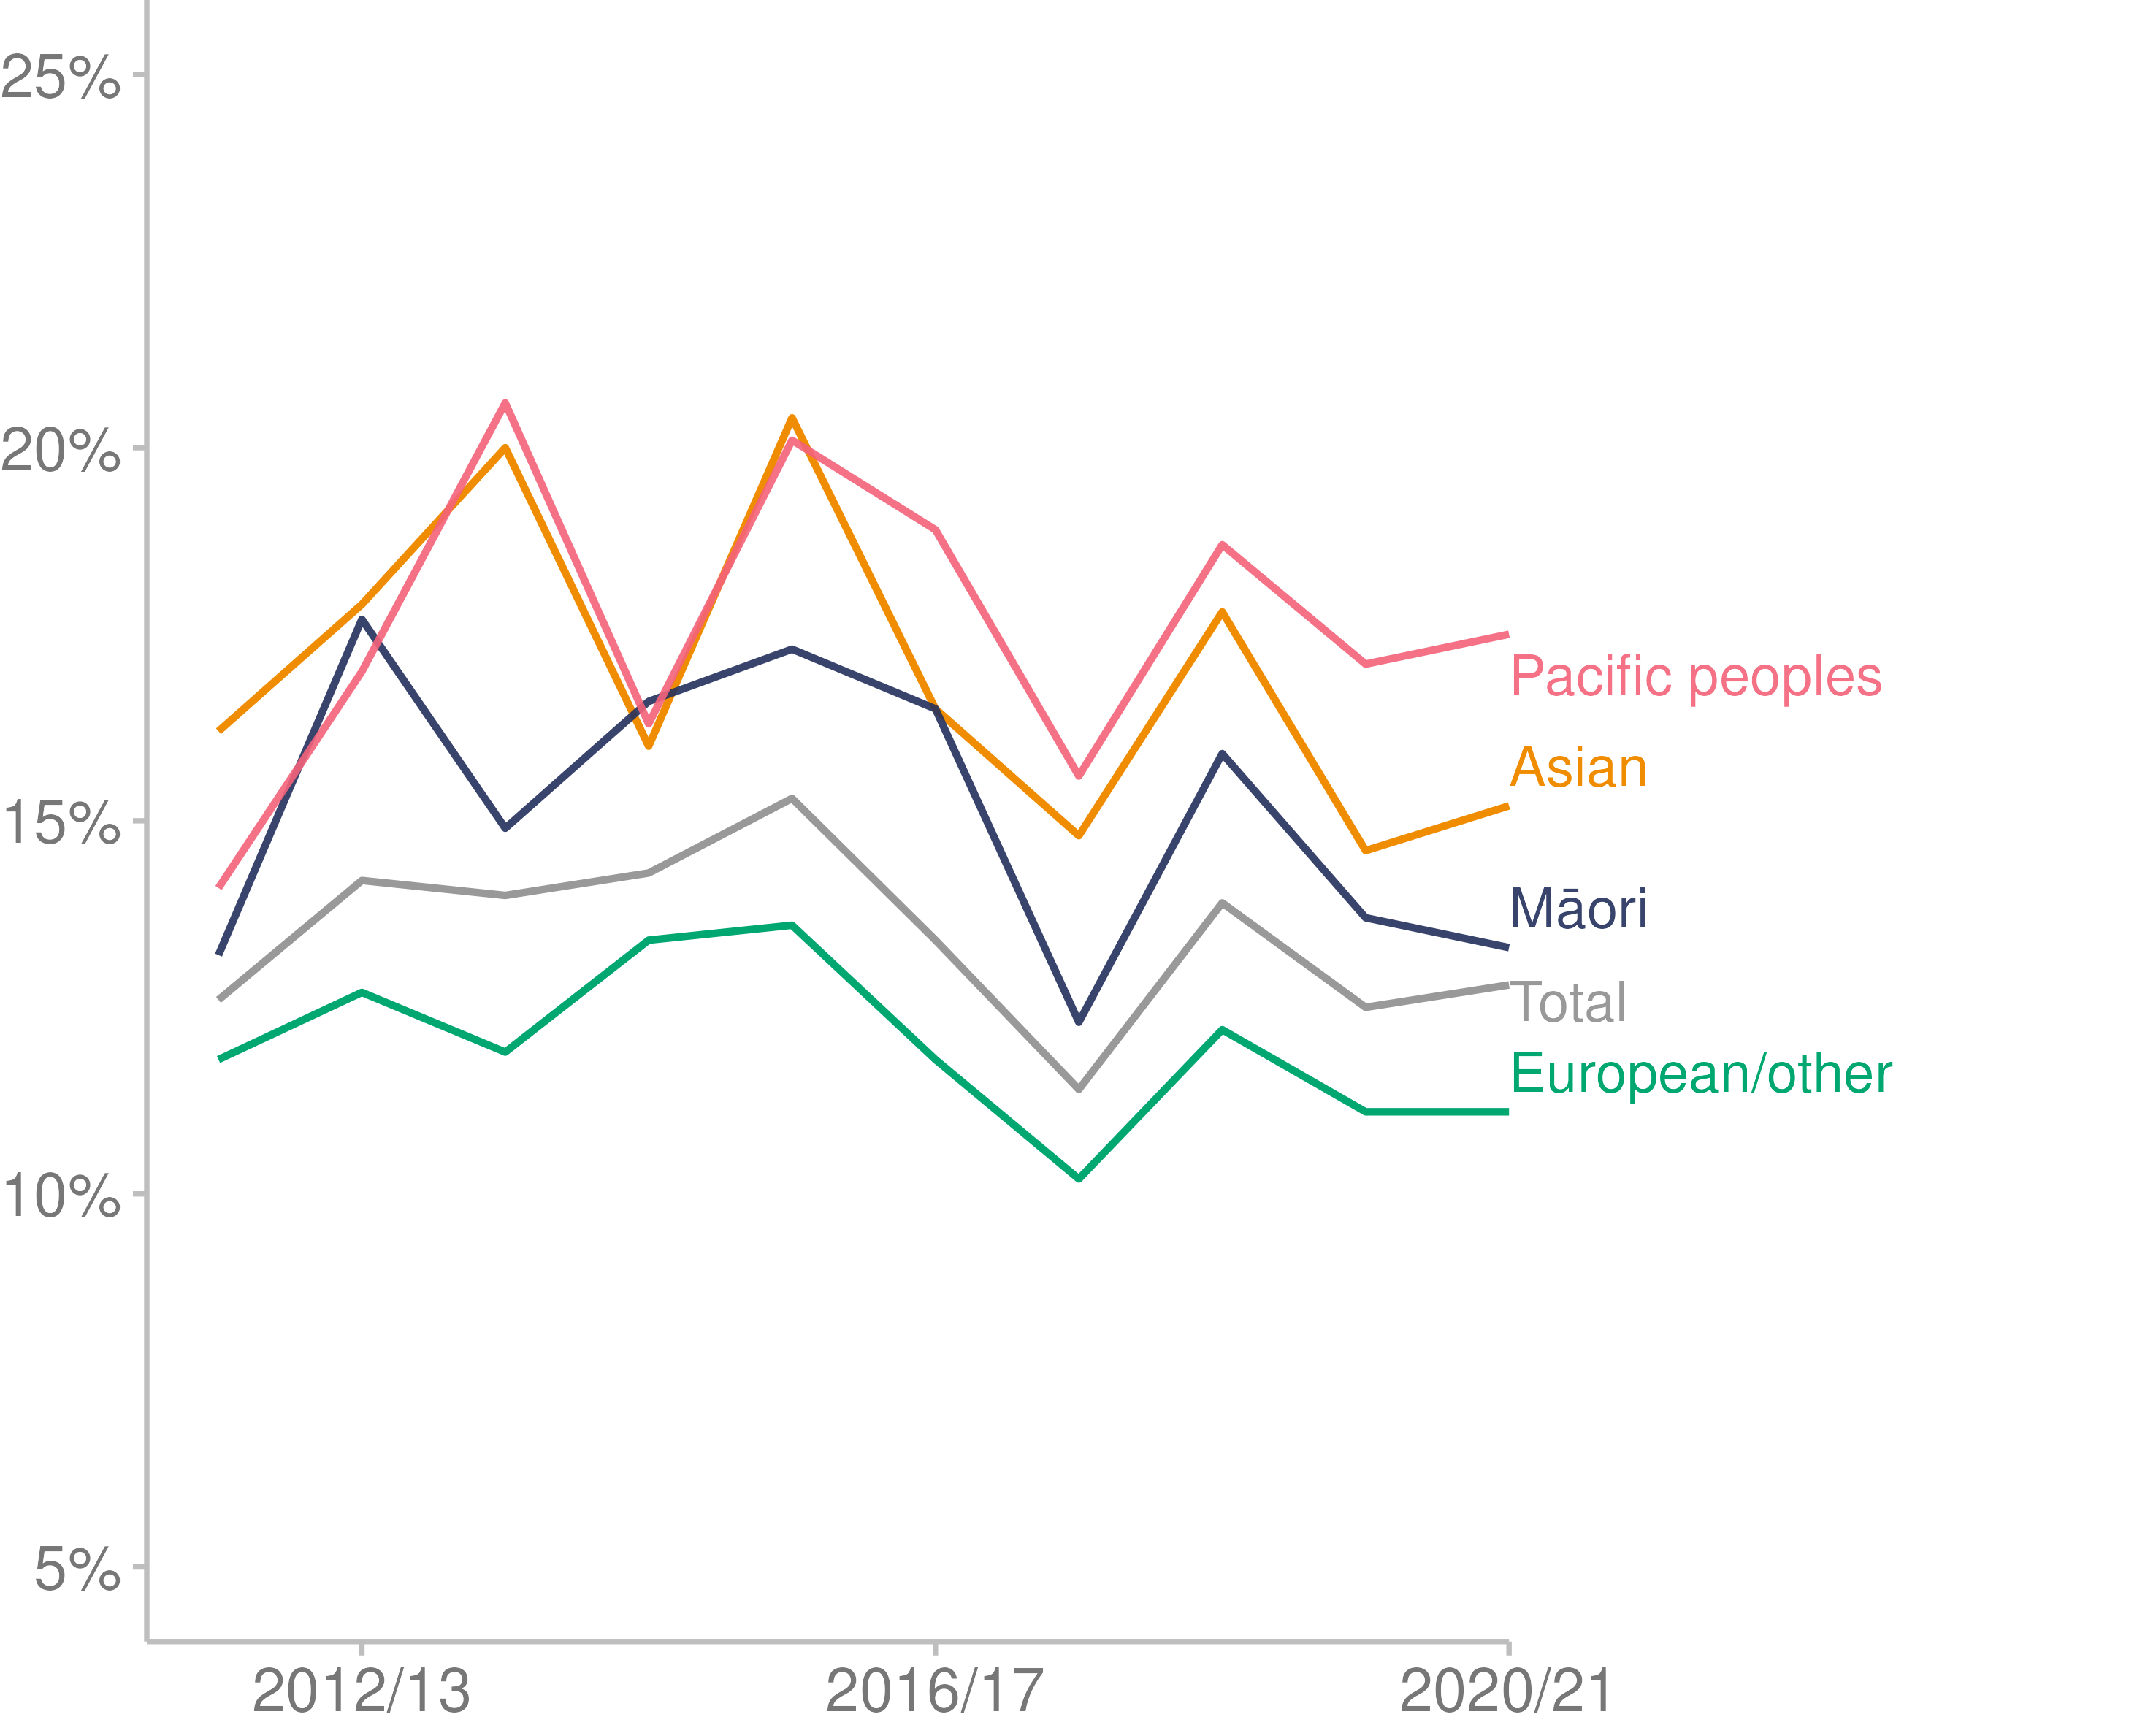 25%
20%
15%
10%
5%
Pacific peoples
Asian
Māori
Total
European/other
2012/13
2016/17
2020/21